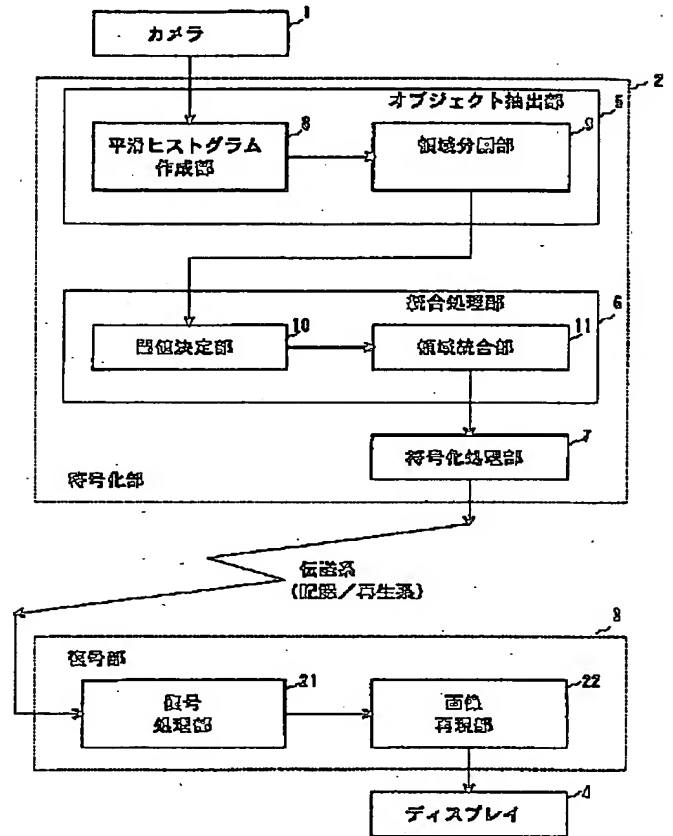 カメラ
1
2
オブジェクト抽出部
5
平滑ヒストグラム
作成部
8
領域分割部
9
統合処理部
6
閾値決定部
10
領域統合部
11
符号化処理部
7
符号化部
伝送系
(記録/再生系)
3
復号部
復号
処理部
21
画像
再現部
22
ディスプレイ
4